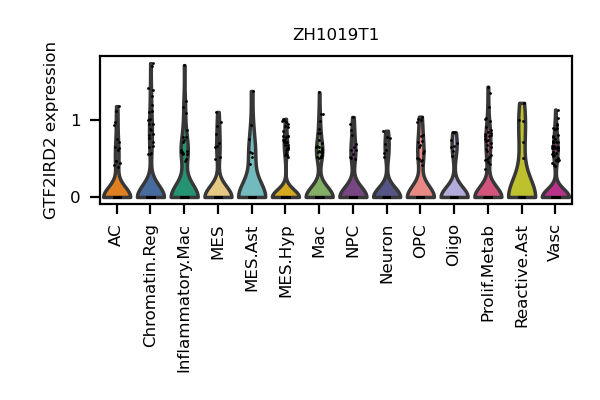 ZH1019T1
GTF2IRD2 expression
1
0
AC
Chromatin.Reg
Inflammatory.Mac
MES
MES.Ast
MES.Hyp
Mac
NPC
Neuron
OPC
Oligo
Prolif.Metab
Reactive.Ast
Vasc